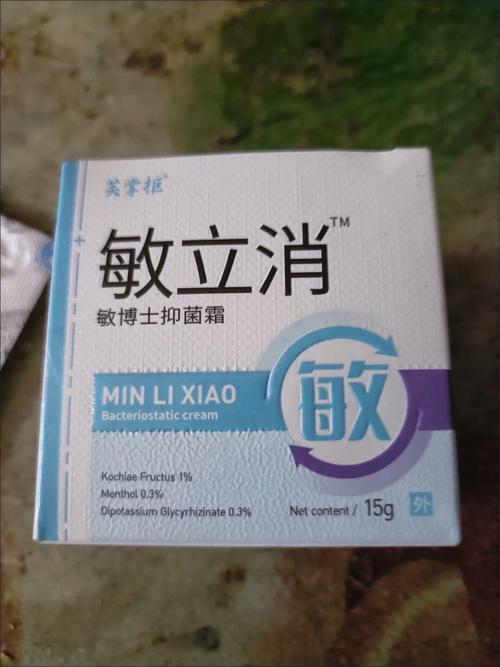 芙掌柜®
敏立消™
敏博士抑菌霜
MIN LI XIAO
Bacteriostatic cream
敏
Kochiae Fructus 1%
Menthol 0.3%
Dipotassium Glycyrhizinate 0.3%
Net content / 15g
外